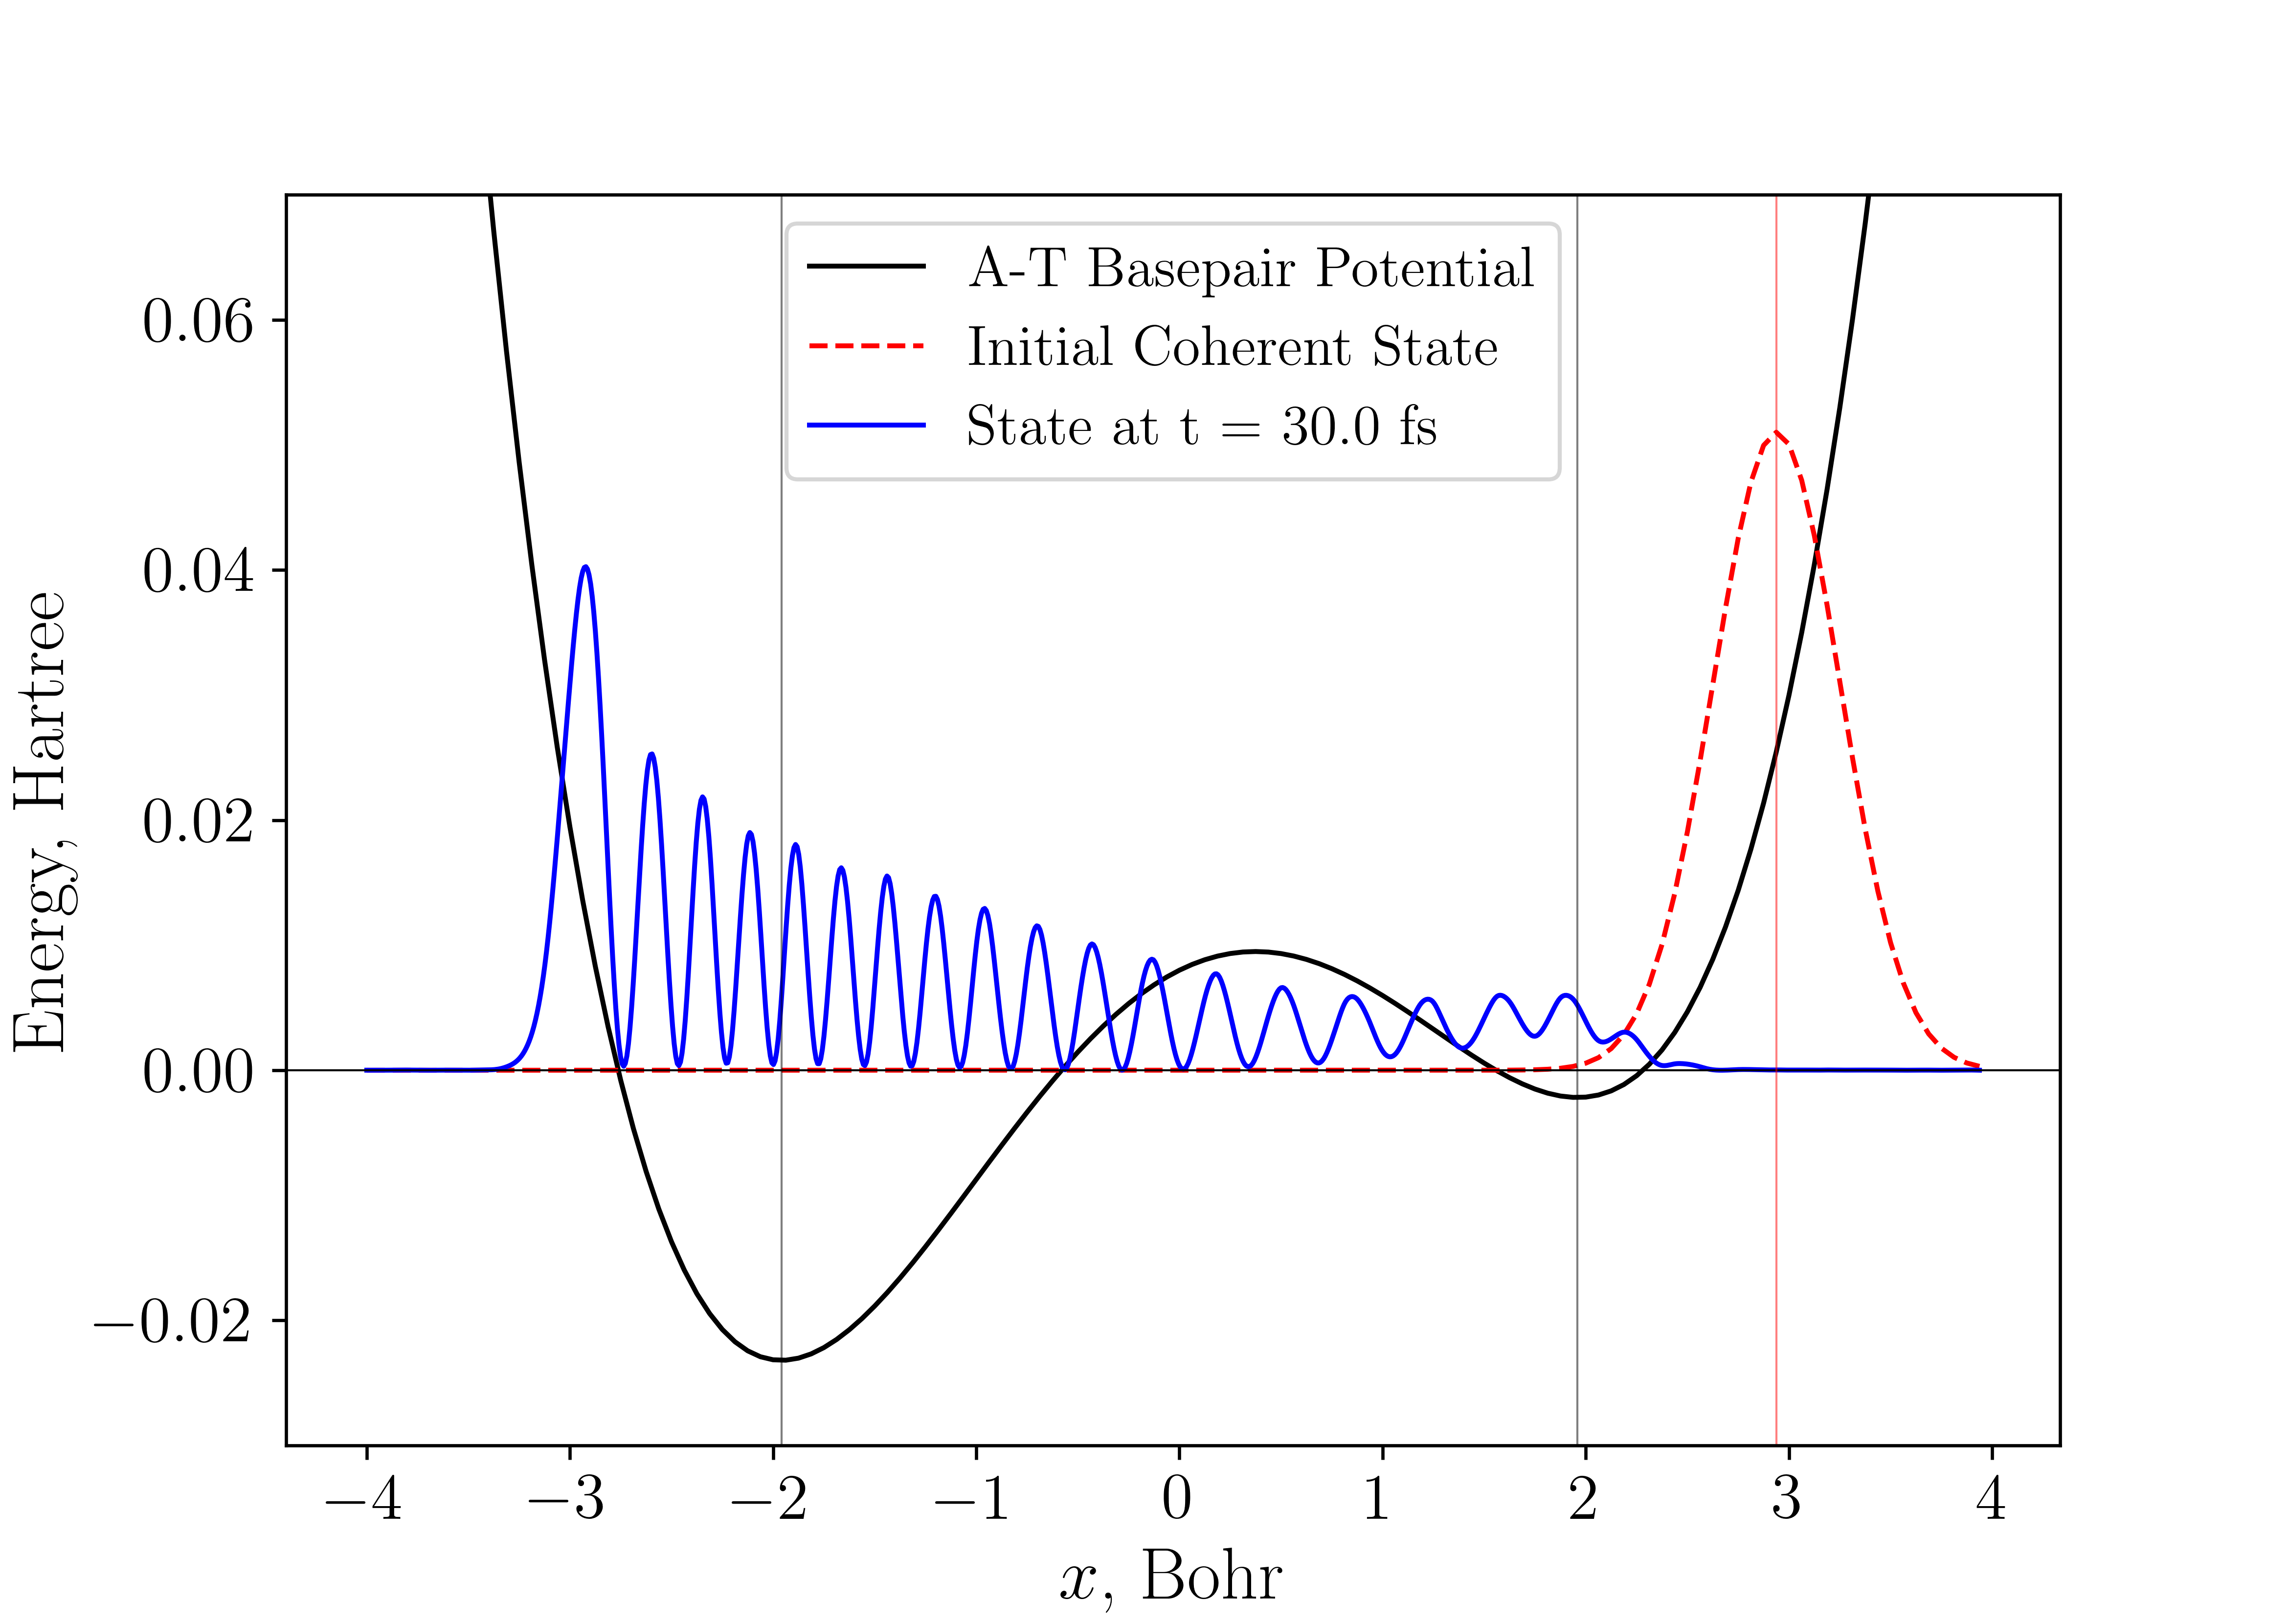 A-T Basepair Potential
Initial Coherent State
State at t = 30.0 fs
Energy, Hartree
0.06
0.04
0.02
0.00
−0.02
−4 −3 −2 −1 0 1 2 3 4
x, Bohr